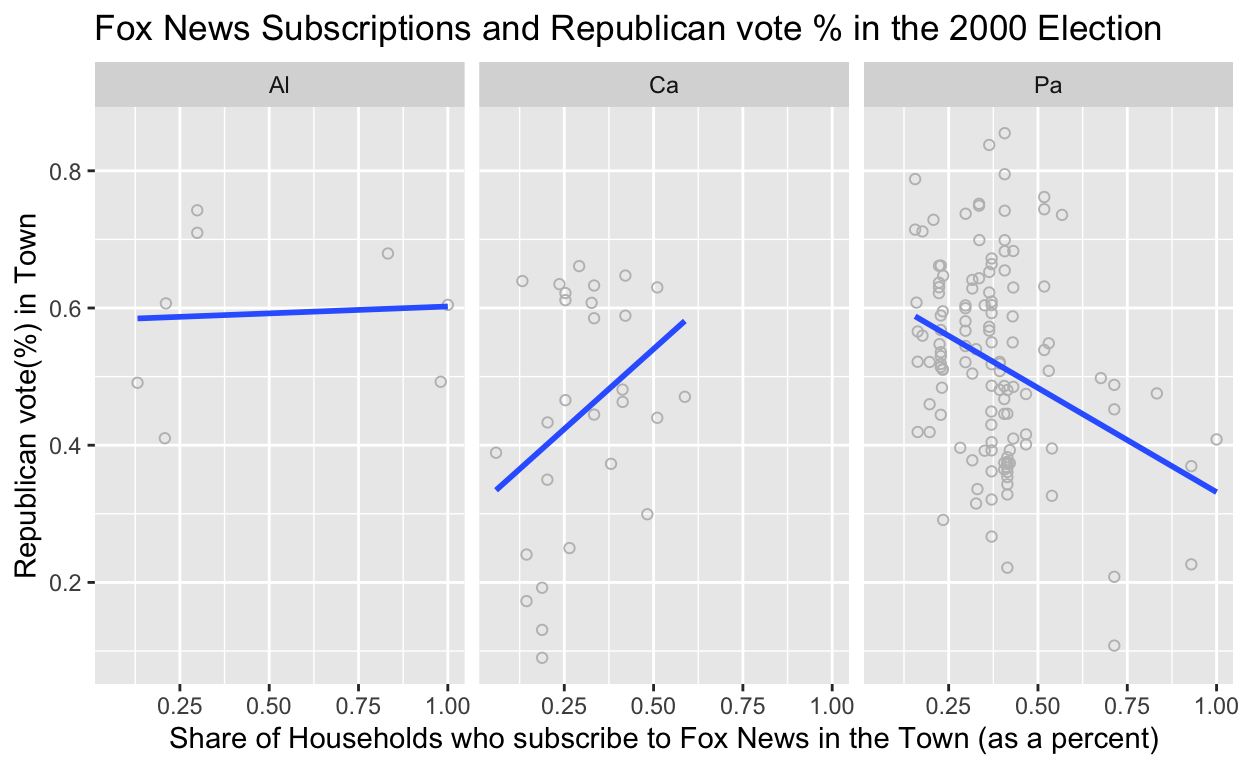 Fox News Subscriptions and Republican vote % in the 2000 Election
Al
Ca
Pa
Republican vote(%) in Town
0.8
0.6
0.4
0.2
0.25 0.50 0.75 1.00
0.25 0.50 0.75 1.00
0.25 0.50 0.75 1.00
Share of Households who subscribe to Fox News in the Town (as a percent)